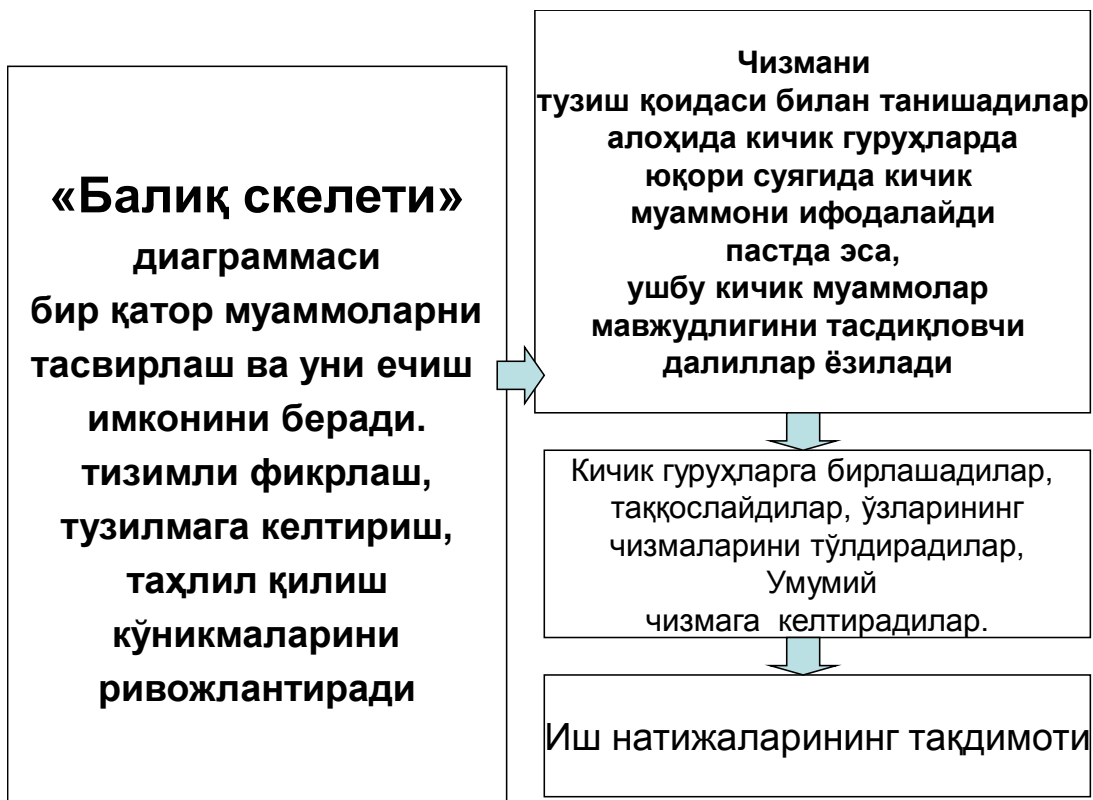 «Балиқ скелети»
диаграммаси
бир қатор муаммоларни
тасвирлаш ва уни ечиш
имконини беради.
тизимли фикрлаш,
тузилмага келтириш,
таҳлил қилиш
кўникмаларини
ривожлантиради
Чизмани
тузиш қоидаси билан танишадилар
алоҳида кичик гуруҳларда
юқори суягида кичик
муаммони ифодалайди
пастда эса,
ушбу кичик муаммолар
мавжудлигини тасдиқловчи
далиллар ёзилади
Кичик гуруҳларга бирлашадилар,
таққослайдилар, ўзларининг
чизмаларини тўлдирадилар,
Умумий
чизмага келтирадилар.
Иш натижаларининг тақдимоти